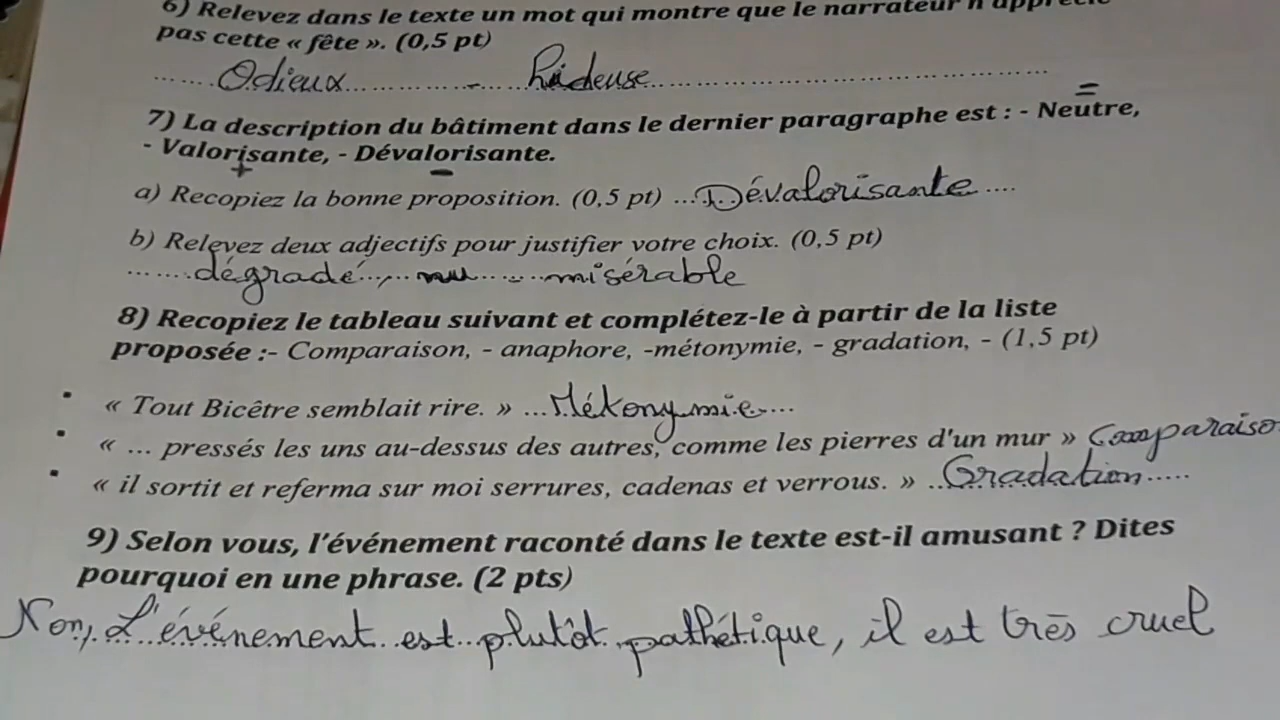 6) Relevez dans le texte un mot qui montre que le narrateur n'apprécie
pas cette « fête ». (0,5 pt)
....... Odieux .............. - ...... hideuse ........................................
7) La description du bâtiment dans le dernier paragraphe est : - Neutre, =
- Valorisante, - Dévalorisante.
+ -
a) Recopiez la bonne proposition. (0,5 pt) ... Dévalorisante ....
b) Relevez deux adjectifs pour justifier votre choix. (0,5 pt)
....... dégradé ..., nu ...... misérable
8) Recopiez le tableau suivant et complétez-le à partir de la liste
proposée :- Comparaison, - anaphore, -métonymie, - gradation, - (1,5 pt)
• « Tout Bicêtre semblait rire. » ... Métonymie ....
• « ... pressés les uns au-dessus des autres, comme les pierres d'un mur » Comparaiso
• « il sortit et referma sur moi serrures, cadenas et verrous. » .. Gradation .....
9) Selon vous, l'événement raconté dans le texte est-il amusant ? Dites
pourquoi en une phrase. (2 pts)
Non, L'événement est plutôt pathétique, il est très cruel